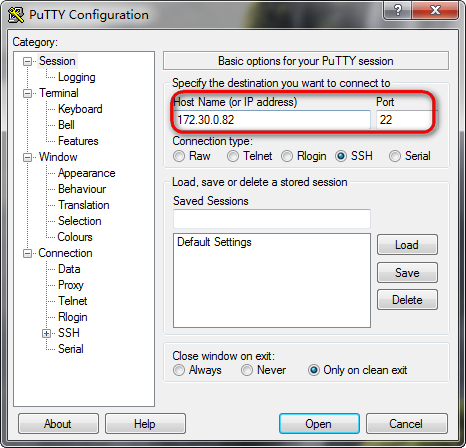 PuTTY Configuration
?
X
Category:
Session
Logging
Terminal
Keyboard
Bell
Features
Window
Appearance
Behaviour
Translation
Selection
Colours
Connection
Data
Proxy
Telnet
Rlogin
SSH
Serial
Basic options for your PuTTY session
Specify the destination you want to connect to
Host Name (or IP address) Port
172.30.0.82 22
Connection type:
Raw Telnet Rlogin SSH Serial
Load, save or delete a stored session
Saved Sessions
Default Settings
Load
Save
Delete
Close window on exit:
Always Never Only on clean exit
About Help Open Cancel